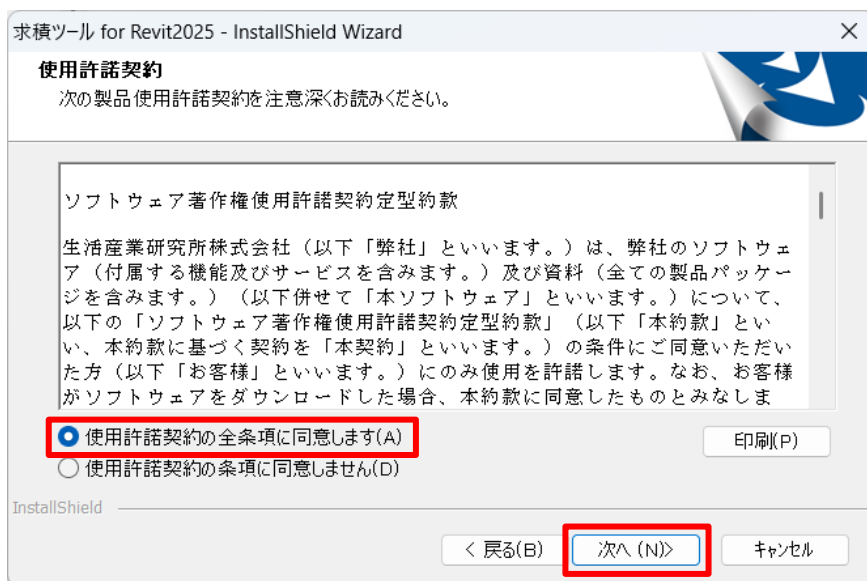 求積ツール for Revit2025 - InstallShield Wizard
使用許諾契約
次の製品使用許諾契約を注意深くお読みください。
ソフトウェア著作権使用許諾契約定型約款
生活産業研究所株式会社（以下「弊社」といいます。）は、弊社のソフトウェ
ア（付属する機能及びサービスを含みます。）及び資料（全ての製品パッケー
ジを含みます。）（以下併せて「本ソフトウェア」といいます。）について、
以下の「ソフトウェア著作権使用許諾契約定型約款」（以下「本約款」とい
い、本約款に基づく契約を「本契約」といいます。）の条件にご同意いただい
た方（以下「お客様」といいます。）にのみ使用を許諾します。なお、お客様
がソフトウェアをダウンロードした場合、本約款に同意したものとみなしま
使用許諾契約の全条項に同意します(A)
印刷(P)
使用許諾契約の条項に同意しません(D)
InstallShield
< 戻る(B)
次へ (N)>
キャンセル